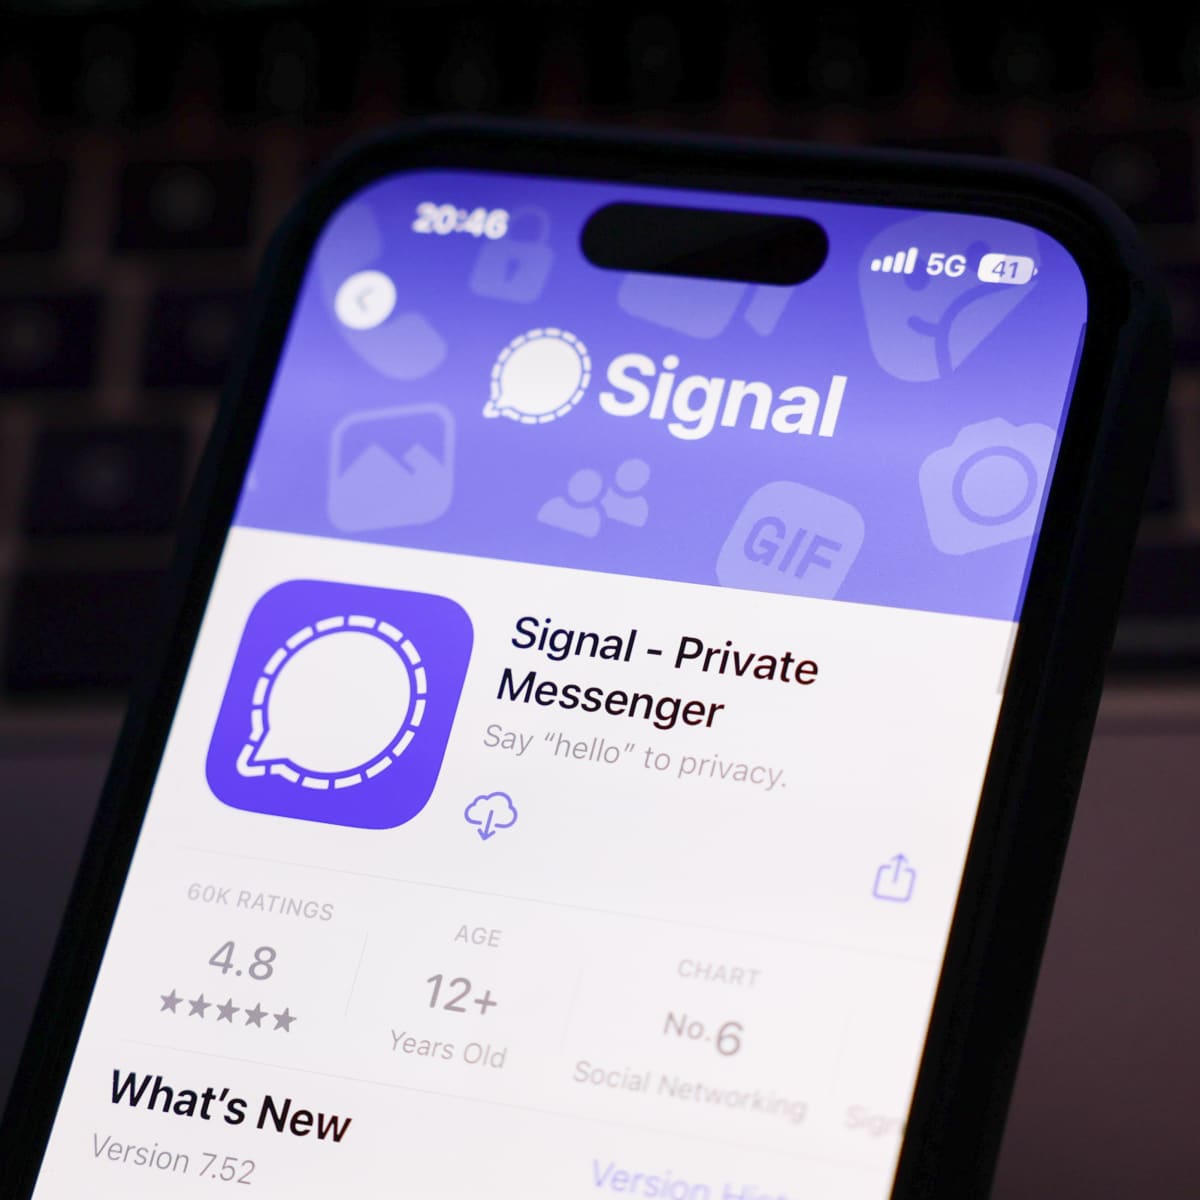 20:46
5G 41
Signal
GIF
Signal - Private
Messenger
Say “hello” to privacy.
60K RATINGS
4.8
AGE
12+
Years Old
CHART
No.6
Social Networking
What’s New
Version 7.52
Version